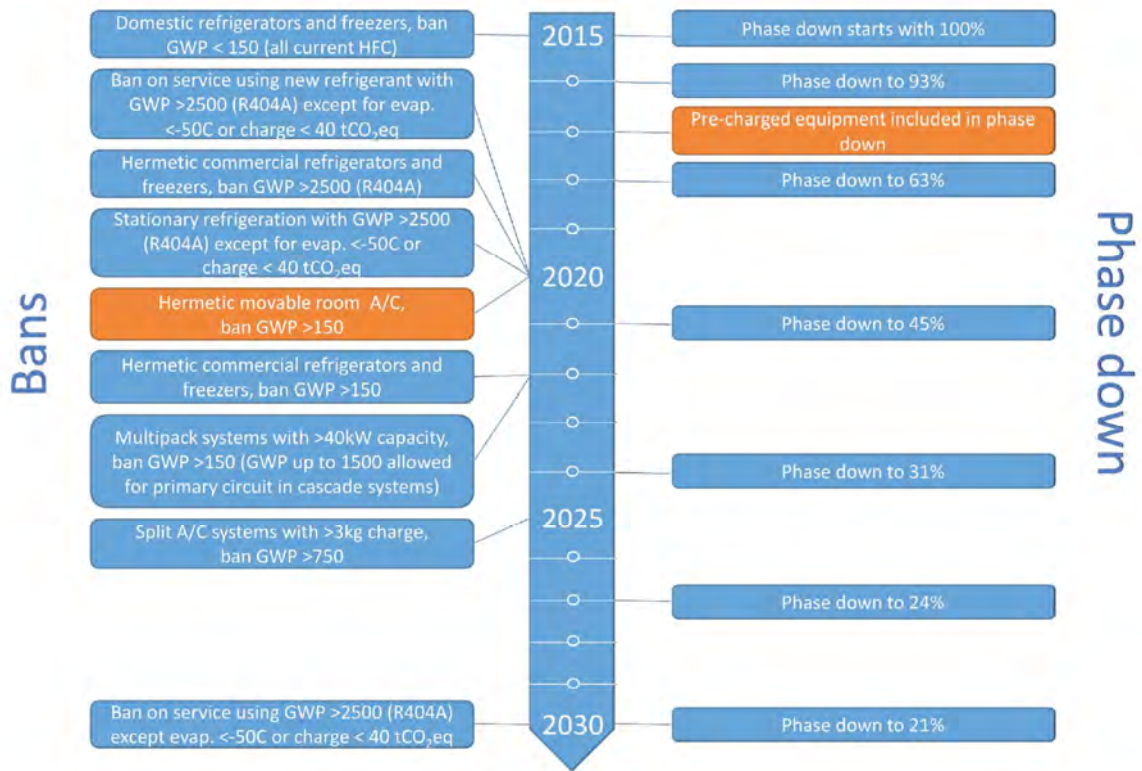 Bans
Domestic refrigerators and freezers, ban
GWP < 150 (all current HFC)
Ban on service using new refrigerant with
GWP >2500 (R404A) except for evap.
<-50C or charge < 40 tCO₂eq
Hermetic commercial refrigerators and
freezers, ban GWP >2500 (R404A)
Stationary refrigeration with GWP >2500
(R404A) except for evap. <-50C or
charge < 40 tCO₂eq
Hermetic movable room A/C,
ban GWP >150
Hermetic commercial refrigerators and
freezers, ban GWP >150
Multipack systems with >40kW capacity,
ban GWP >150 (GWP up to 1500 allowed
for primary circuit in cascade systems)
Split A/C systems with >3kg charge,
ban GWP >750
Ban on service using GWP >2500 (R404A)
except evap. <-50C or charge < 40 tCO₂eq
2015
2020
2025
2030
Phase down starts with 100%
Phase down to 93%
Pre-charged equipment included in phase
down
Phase down to 63%
Phase down to 45%
Phase down to 31%
Phase down to 24%
Phase down to 21%
Phase down